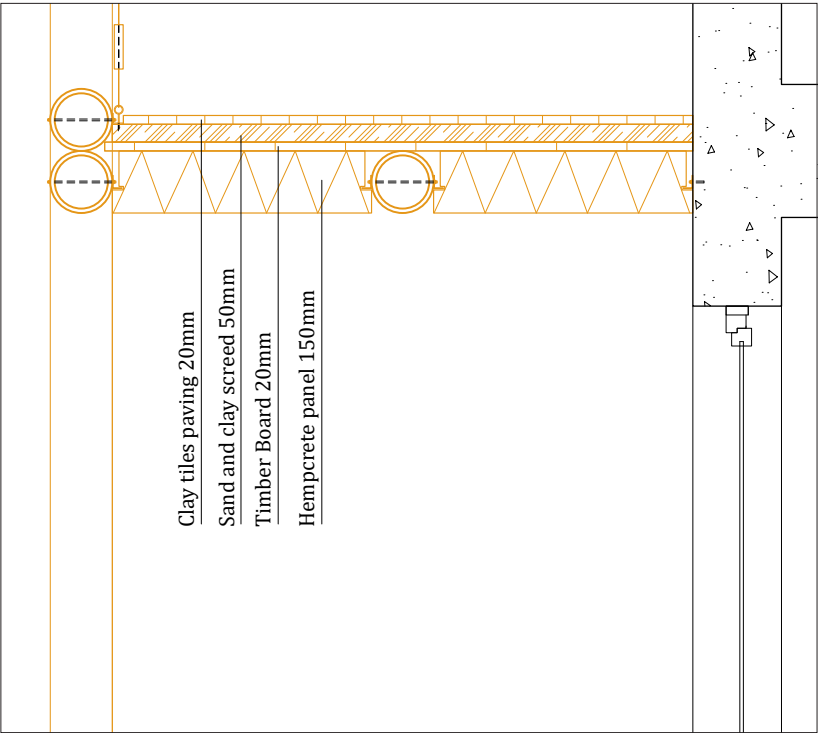 Clay tiles paving 20mm
Sand and clay screed 50mm
Timber Board 20mm
Hempcrete panel 150mm